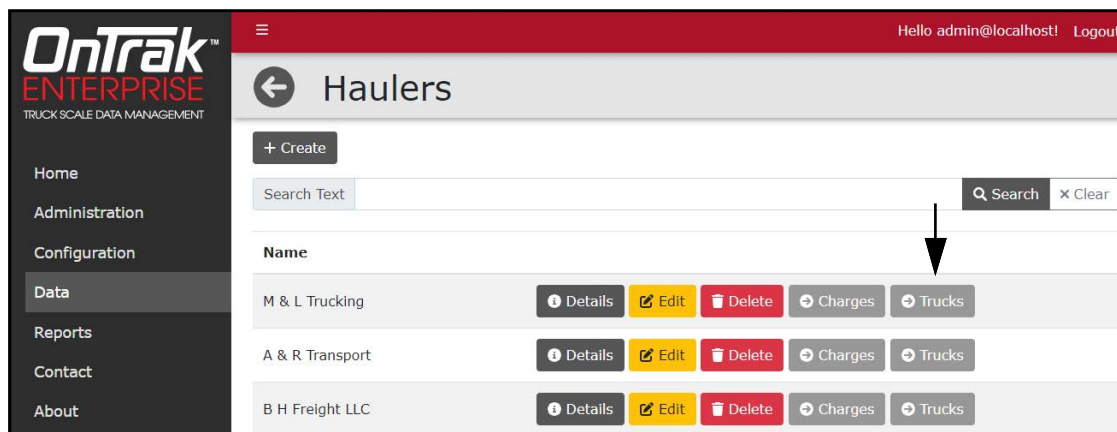 OnTrak™
ENTERPRISE
TRUCK SCALE DATA MANAGEMENT
Home
Administration
Configuration
Data
Reports
Contact
About
Hello admin@localhost! Logout
Haulers
+ Create
Search Text Search × Clear
Name
M & L Trucking Details Edit Delete Charges Trucks
A & R Transport Details Edit Delete Charges Trucks
B H Freight LLC Details Edit Delete Charges Trucks